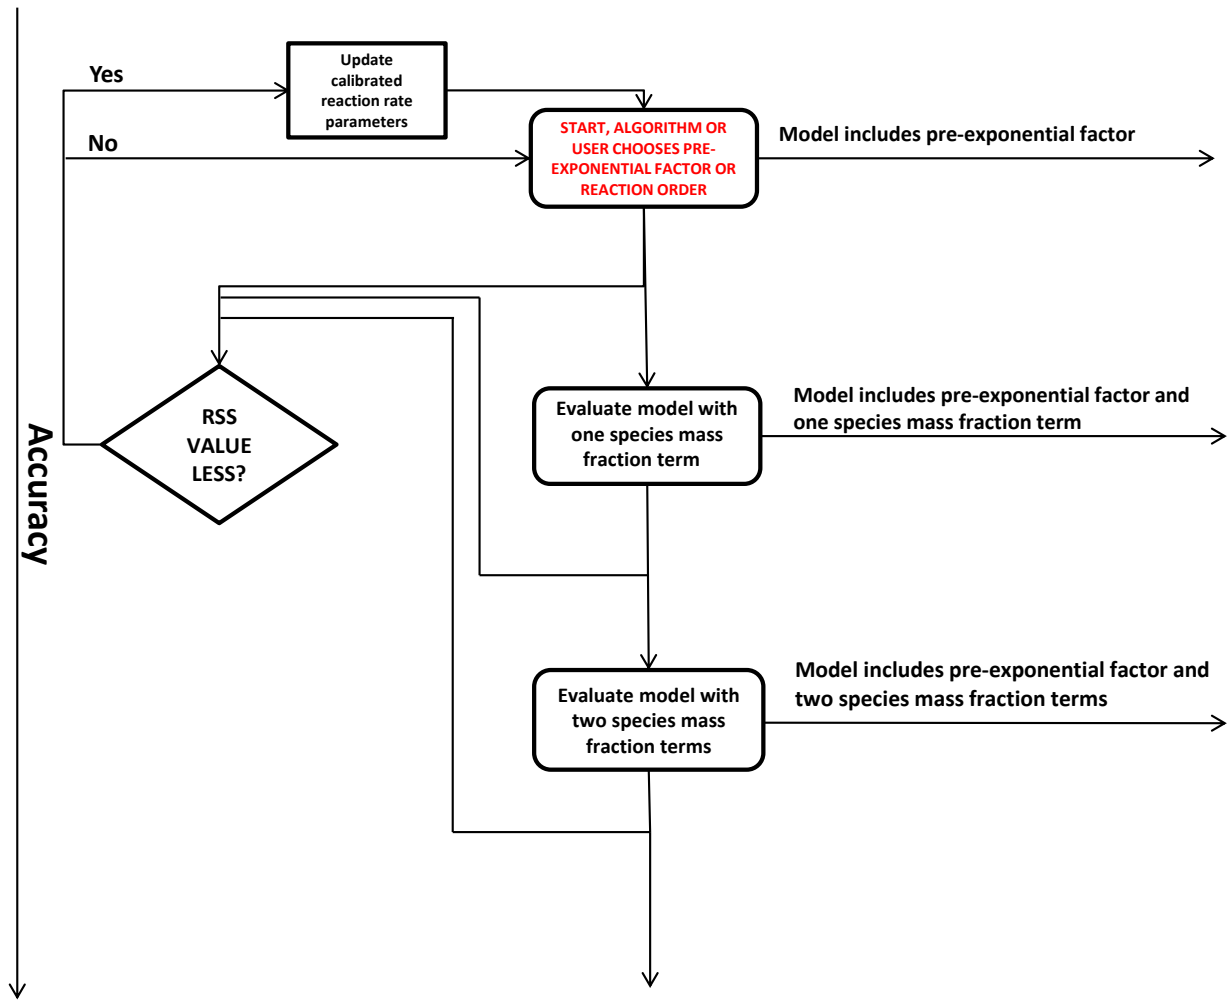 Yes
Update
calibrated
reaction rate
parameters
No
START, ALGORITHM OR
USER CHOOSES PRE-
EXPONENTIAL FACTOR OR
REACTION ORDER
Model includes pre-exponential factor
Accuracy
RSS
VALUE
LESS?
Evaluate model with
one species mass
fraction term
Model includes pre-exponential factor and
one species mass fraction term
Evaluate model with
two species mass
fraction terms
Model includes pre-exponential factor and
two species mass fraction terms